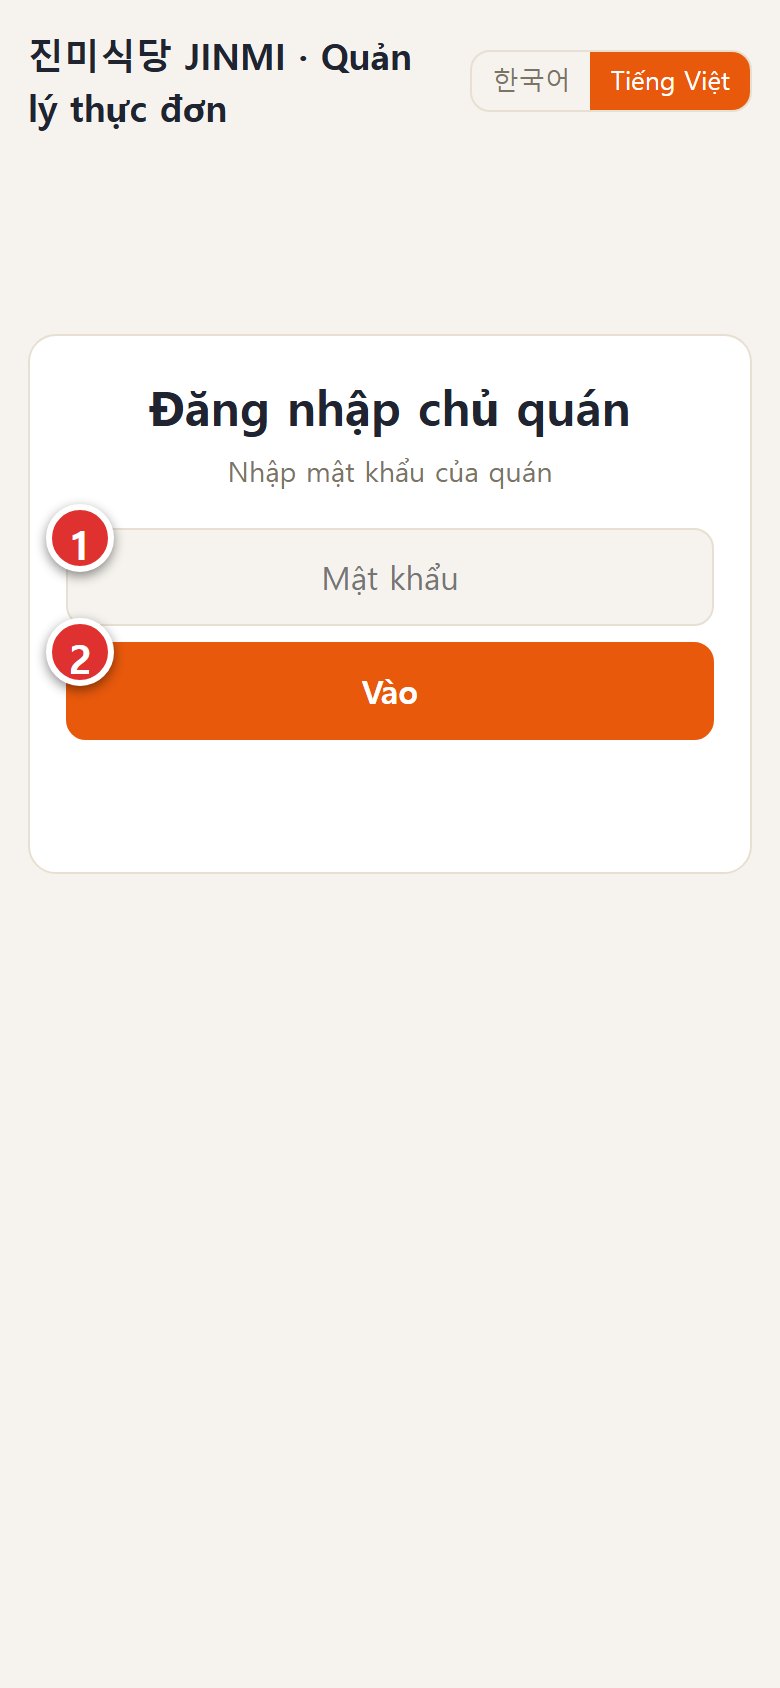 진미식당 JINMI · Quản
lý thực đơn
한국어
Tiếng Việt
Đăng nhập chủ quán
Nhập mật khẩu của quán
1
Mật khẩu
2
Vào